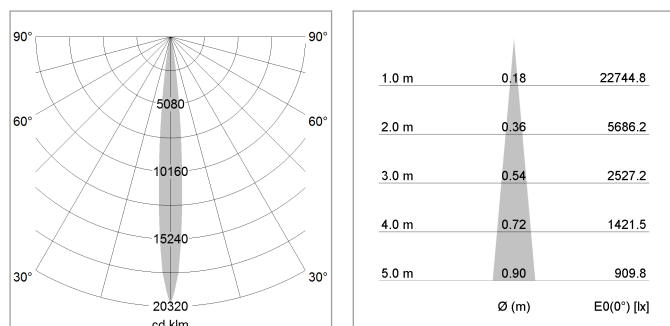 90° 90°
5080
60° 60°
10160
15240
30° 30°
20320
cd klm
1.0 m 0.18 22744.8
2.0 m 0.36 5686.2
3.0 m 0.54 2527.2
4.0 m 0.72 1421.5
5.0 m 0.90 909.8
Ø (m) E0(0°) [lx]